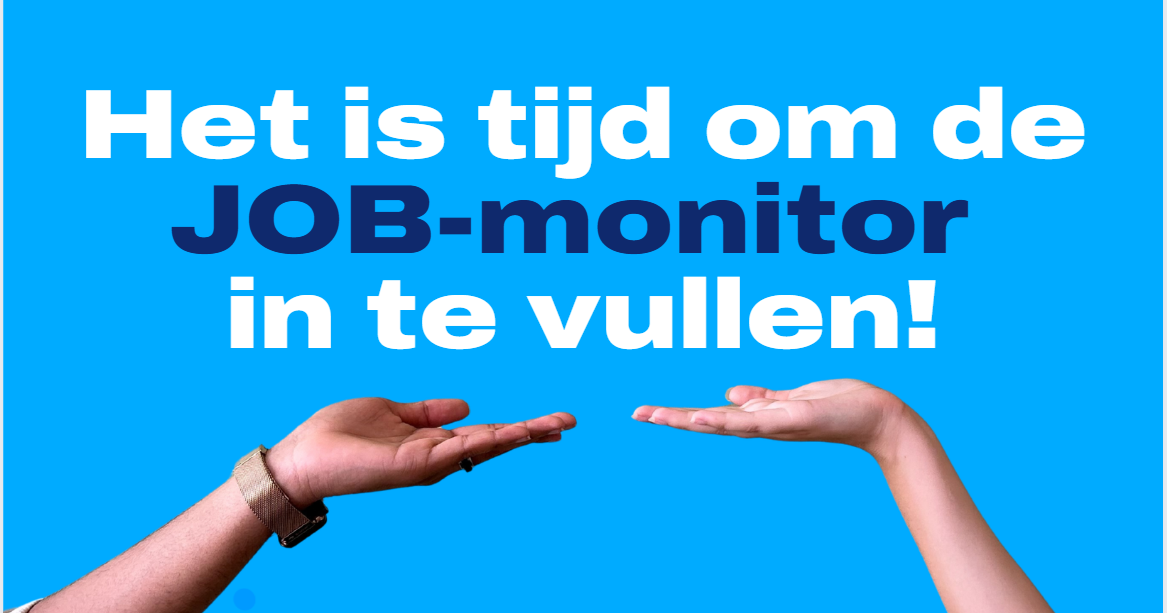 Het is tijd om de
JOB-monitor
in te vullen!